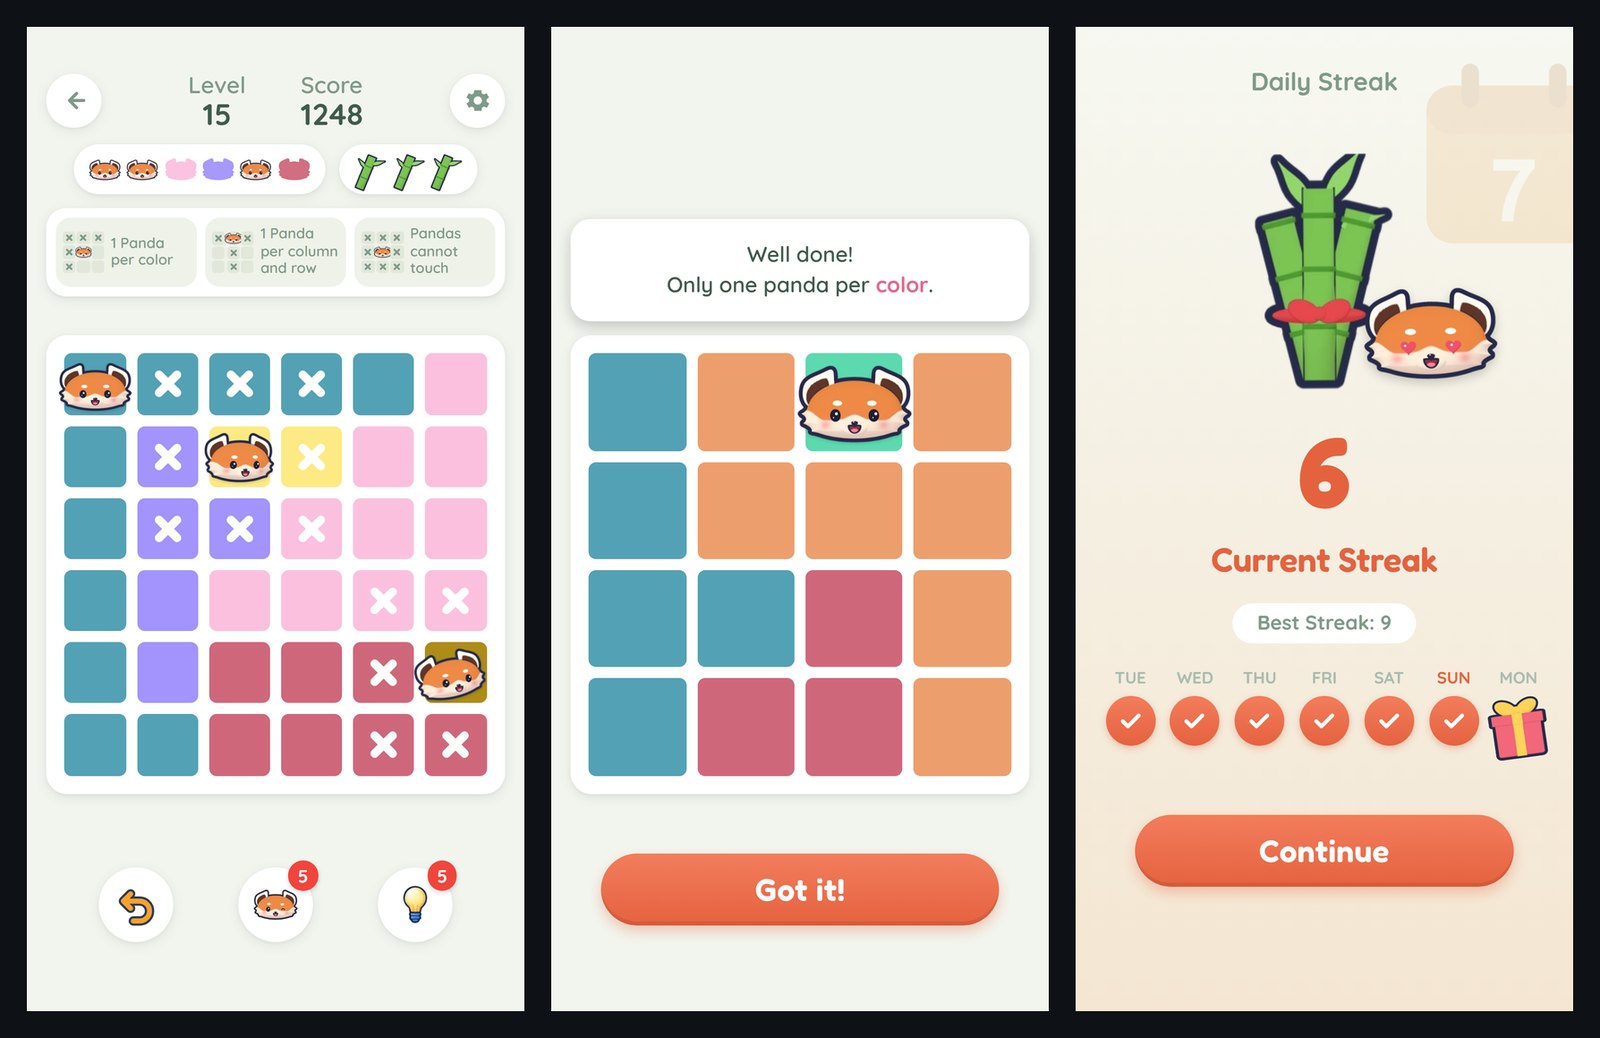 Level
15
Score
1248
1 Panda
per color
1 Panda
per column
and row
Pandas
cannot
touch
5
5
Well done!
Only one panda per color.
Got it!
Daily Streak
7
6
Current Streak
Best Streak: 9
TUE WED THU FRI SAT SUN MON
Continue